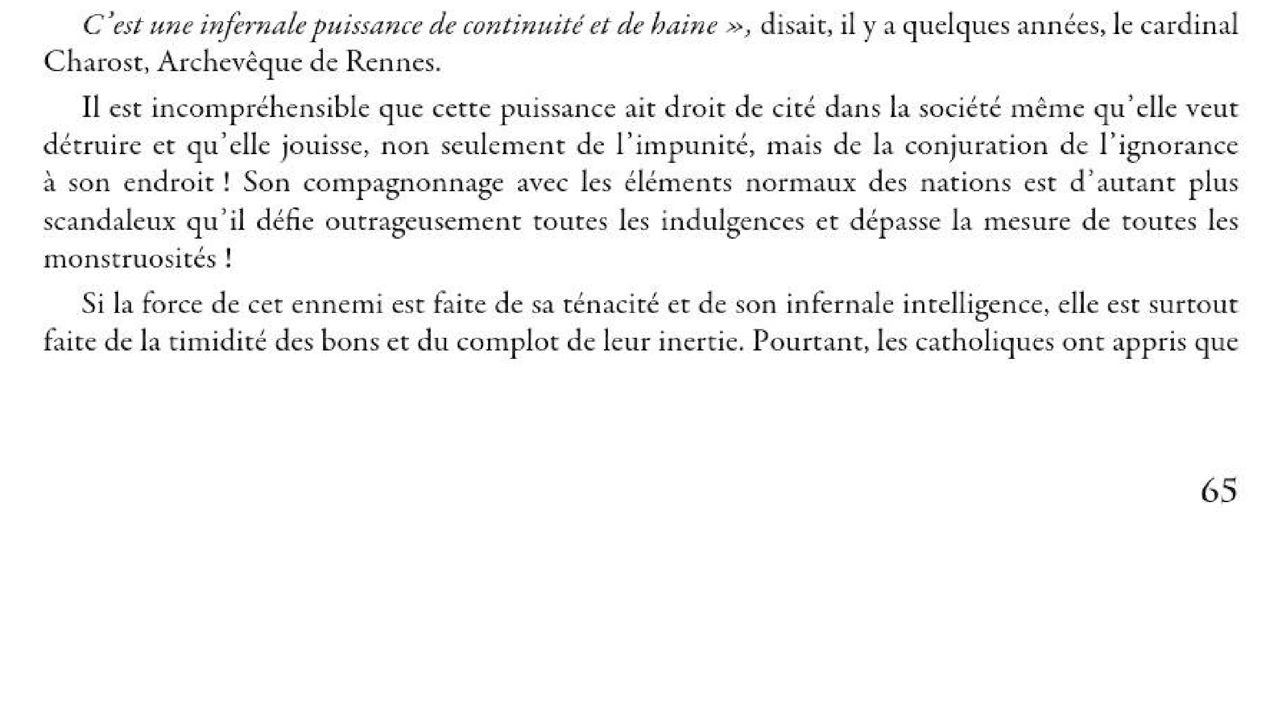 C’est une infernale puissance de continuité et de haine », disait, il y a quelques années, le cardinal
Charost, Archevêque de Rennes.
Il est incompréhensible que cette puissance ait droit de cité dans la société même qu’elle veut
détruire et qu’elle jouisse, non seulement de l’impunité, mais de la conjuration de l’ignorance
à son endroit ! Son compagnonnage avec les éléments normaux des nations est d’autant plus
scandaleux qu’il défie outrageusement toutes les indulgences et dépasse la mesure de toutes les
monstruosités !
Si la force de cet ennemi est faite de sa ténacité et de son infernale intelligence, elle est surtout
faite de la timidité des bons et du complot de leur inertie. Pourtant, les catholiques ont appris que
65